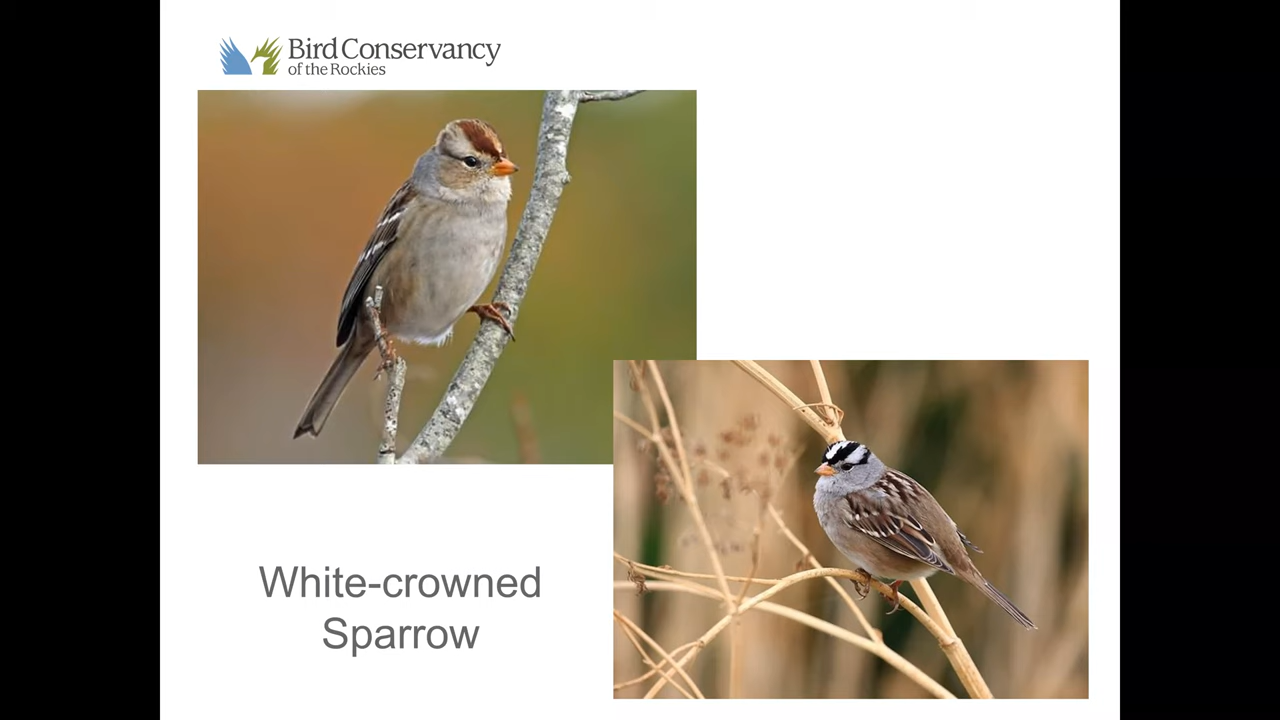 Bird Conservancy
of the Rockies
White-crowned
Sparrow